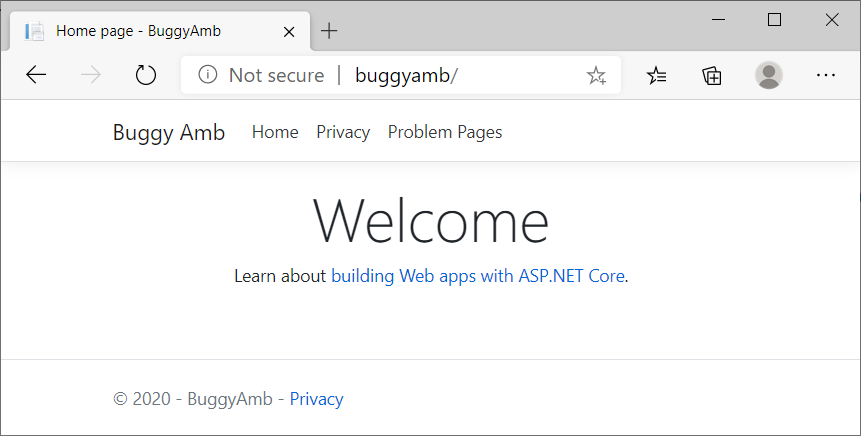 Home page - BuggyAmb
Not secure | buggyamb/
Buggy Amb Home Privacy Problem Pages
Welcome
Learn about building Web apps with ASP.NET Core.
© 2020 - BuggyAmb - Privacy